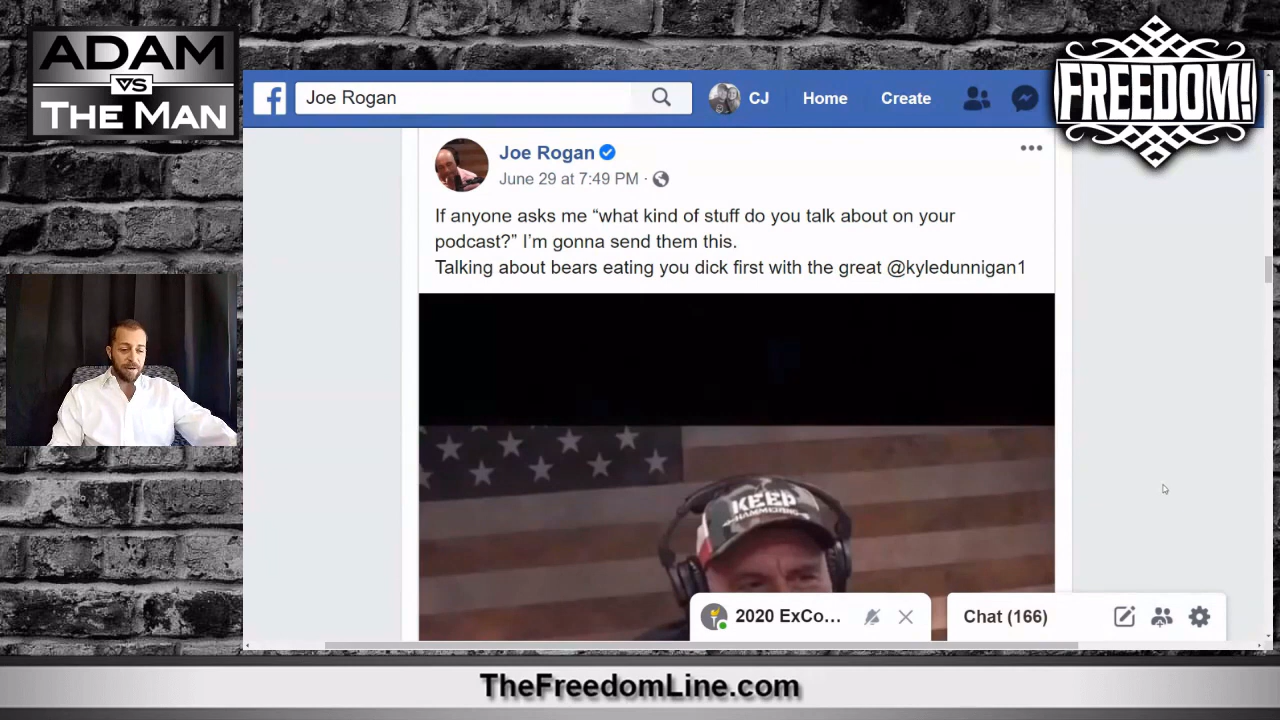 ADAM
VS
THE MAN
FREEDOM!
Joe Rogan
CJ
Home
Create
Joe Rogan
June 29 at 7:49 PM ·
If anyone asks me “what kind of stuff do you talk about on your
podcast?” I’m gonna send them this.
Talking about bears eating you dick first with the great @kyledunnigan1
KEEP
HAMMERING
2020 ExCo...
Chat (166)
TheFreedomLine.com